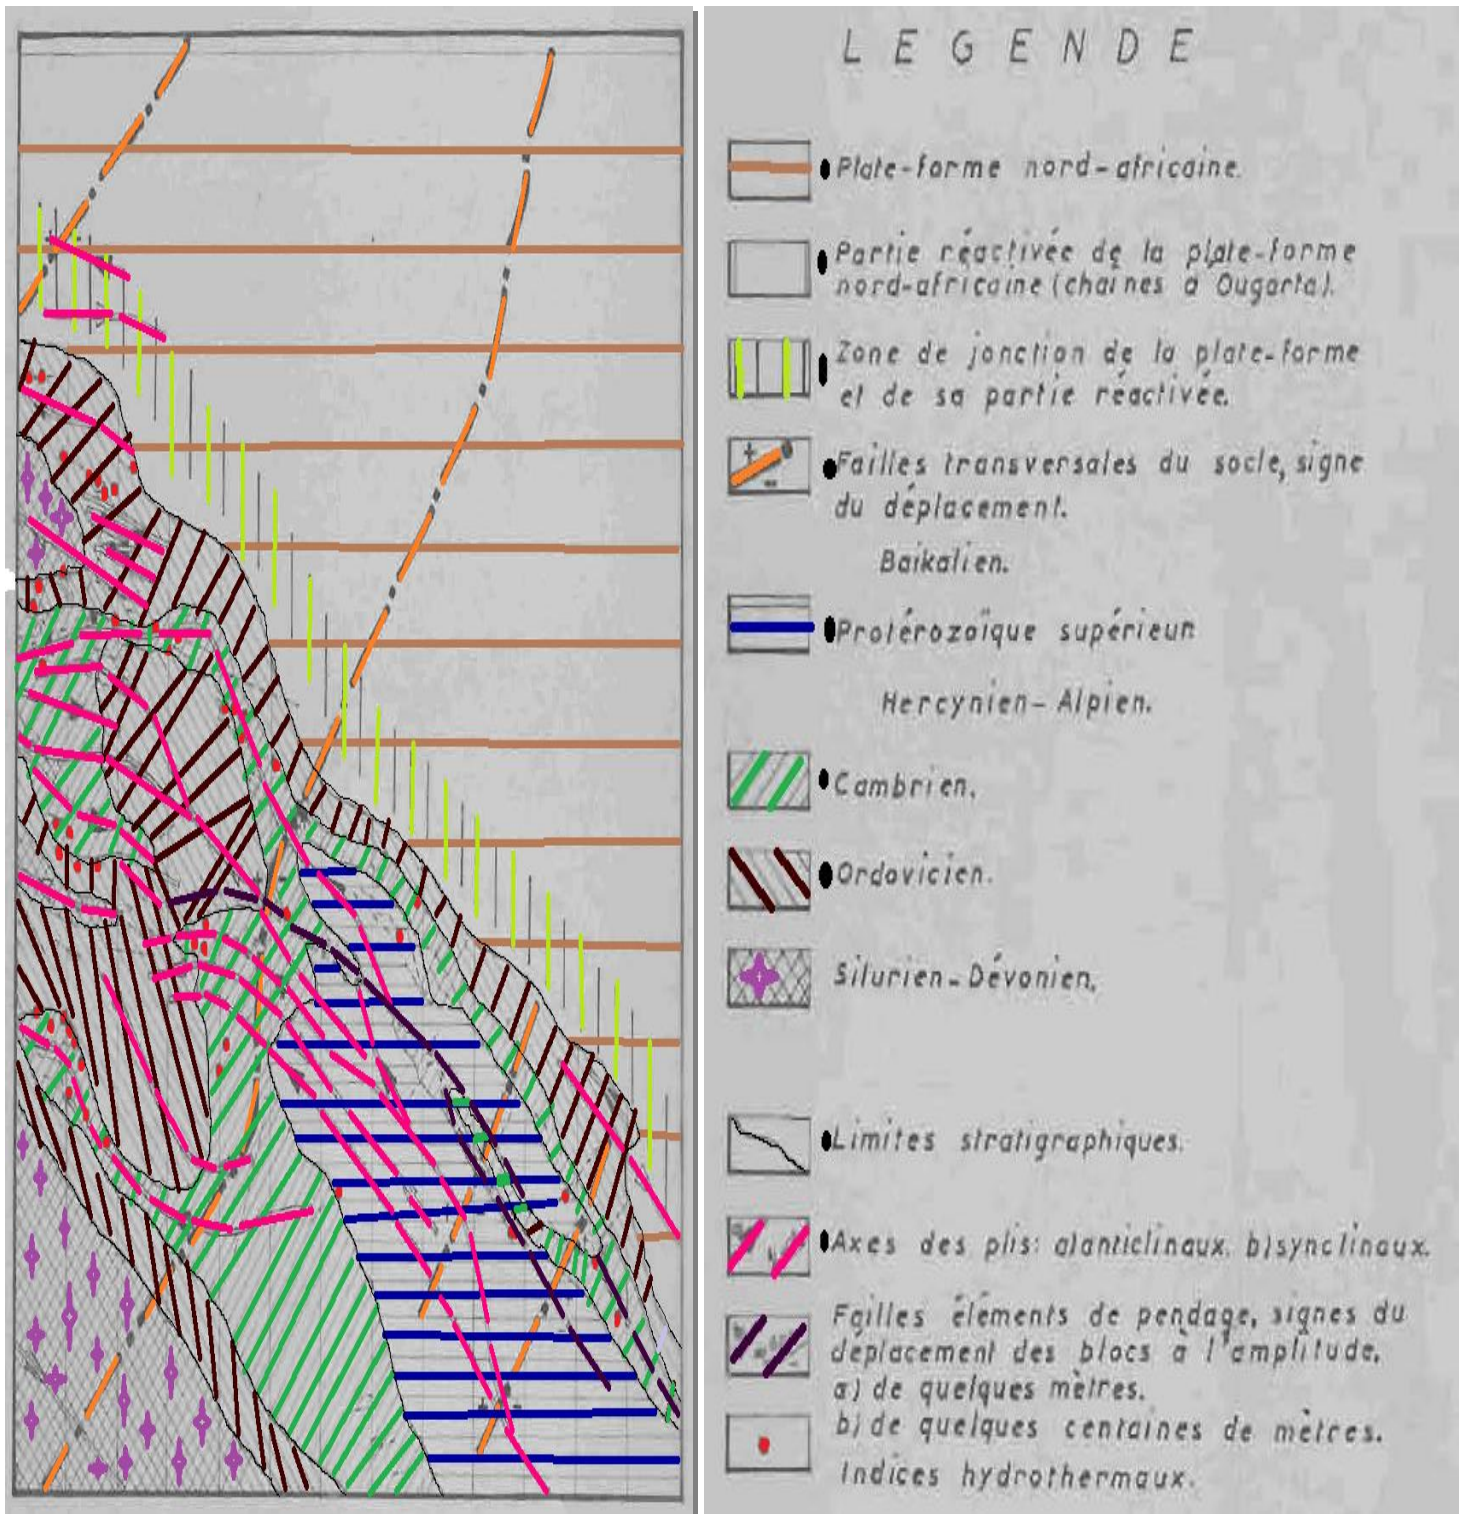 LEGENDE
Plate-forme nord-africaine.
Partie réactivée de la plate-forme
nord-africaine (chaînes d'Ougarta).
Zone de jonction de la plate-forme
et de sa partie réactivée.
Failles transversales du socle, signe
du déplacement.
Baikalien.
Protérozoïque supérieur
Hercynien-Alpien.
Cambrien.
Ordovicien.
Silurien-Dévonien.
Limites stratigraphiques.
Axes des plis: a)anticlinaux. b)synclinaux.
Failles éléments de pendage, signes du
déplacement des blocs à l'amplitude,
a) de quelques mètres.
b) de quelques centaines de mètres.
Indices hydrothermaux.